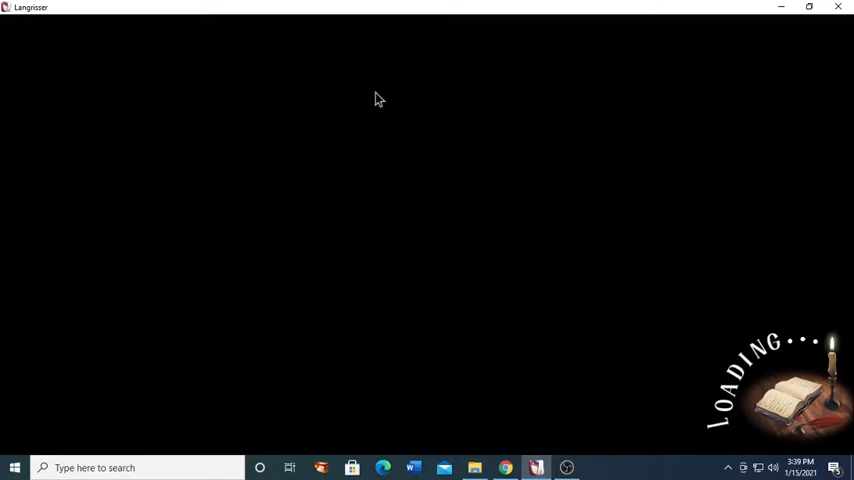 Langrisser
LOADING...
Type here to search
3:39 PM
1/15/2021